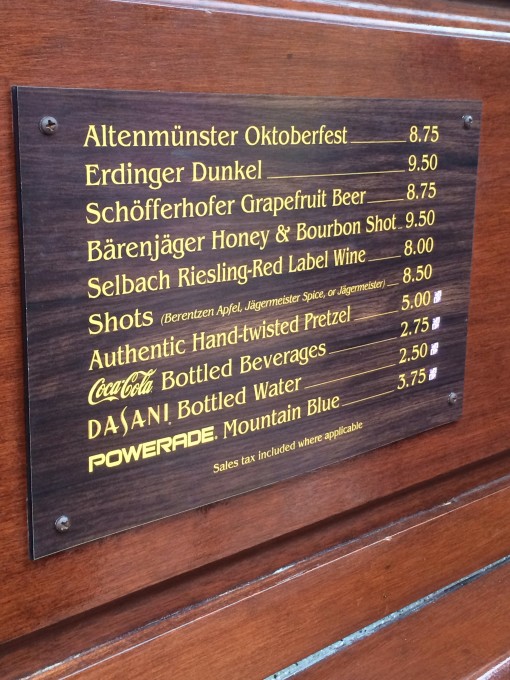 Altenmünster Oktoberfest 8.75
Erdinger Dunkel 9.50
Schöfferhofer Grapefruit Beer 8.75
Bärenjäger Honey & Bourbon Shot 9.50
Selbach Riesling-Red Label Wine 8.00
Shots (Berentzen Apfel, Jägermeister Spice, or Jägermeister) 8.50
Authentic Hand-twisted Pretzel 5.00
Coca-Cola Bottled Beverages 2.75
DASANI Bottled Water 2.50
POWERADE Mountain Blue 3.75
Sales tax included where applicable